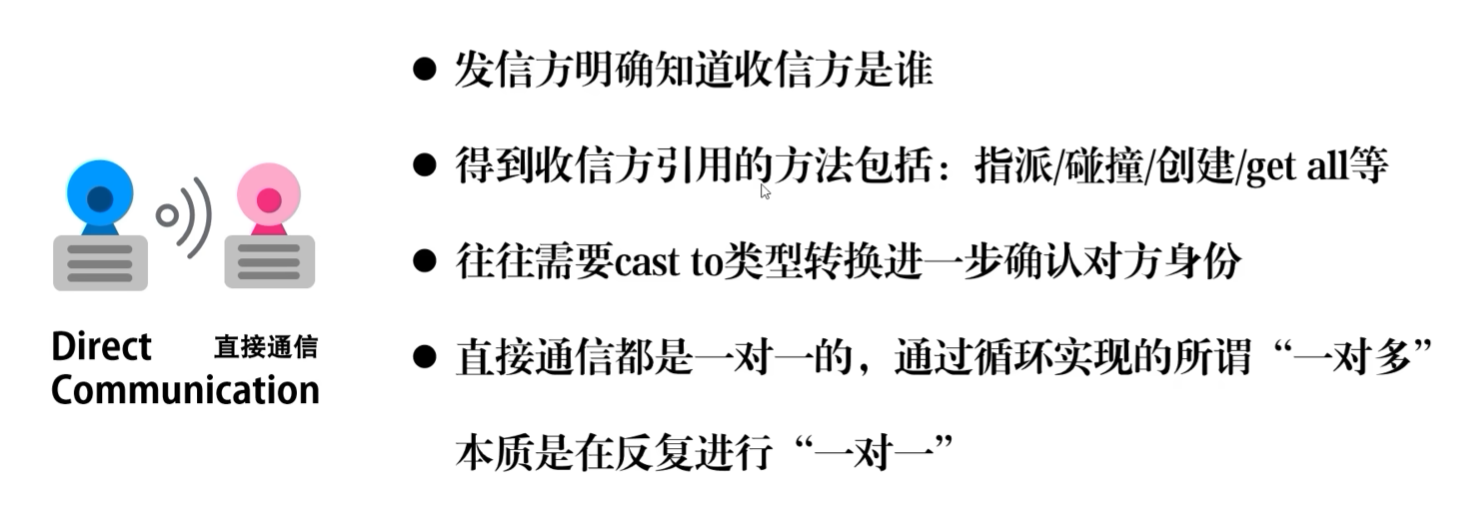 发信方明确知道收信方是谁
得到收信方引用的方法包括：指派/碰撞/创建/get all等
往往需要cast to类型转换进一步确认对方身份
Direct 直接通信
Communication
直接通信都是一对一的，通过循环实现的所谓“一对多”
本质是在反复进行“一对一”